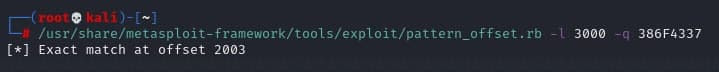 ┌──(root💀kali)-[~]
└─# /usr/share/metasploit-framework/tools/exploit/pattern_offset.rb -l 3000 -q 386F4337
[*] Exact match at offset 2003